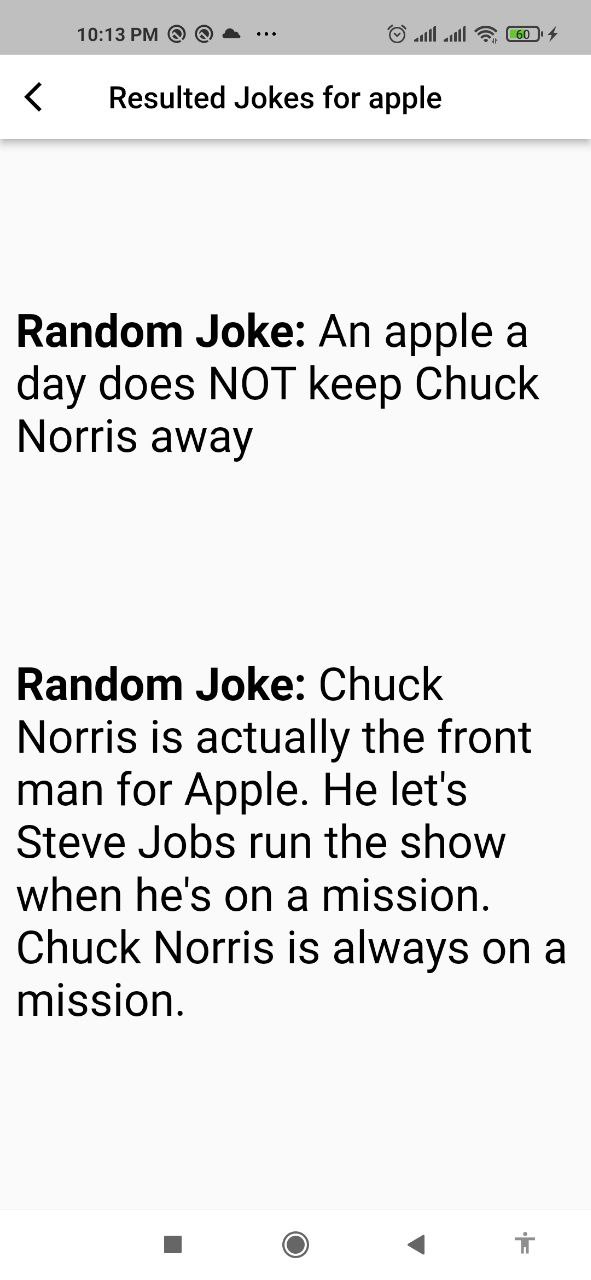 10:13 PM
60
Resulted Jokes for apple
Random Joke: An apple a
day does NOT keep Chuck
Norris away
Random Joke: Chuck
Norris is actually the front
man for Apple. He let's
Steve Jobs run the show
when he's on a mission.
Chuck Norris is always on a
mission.